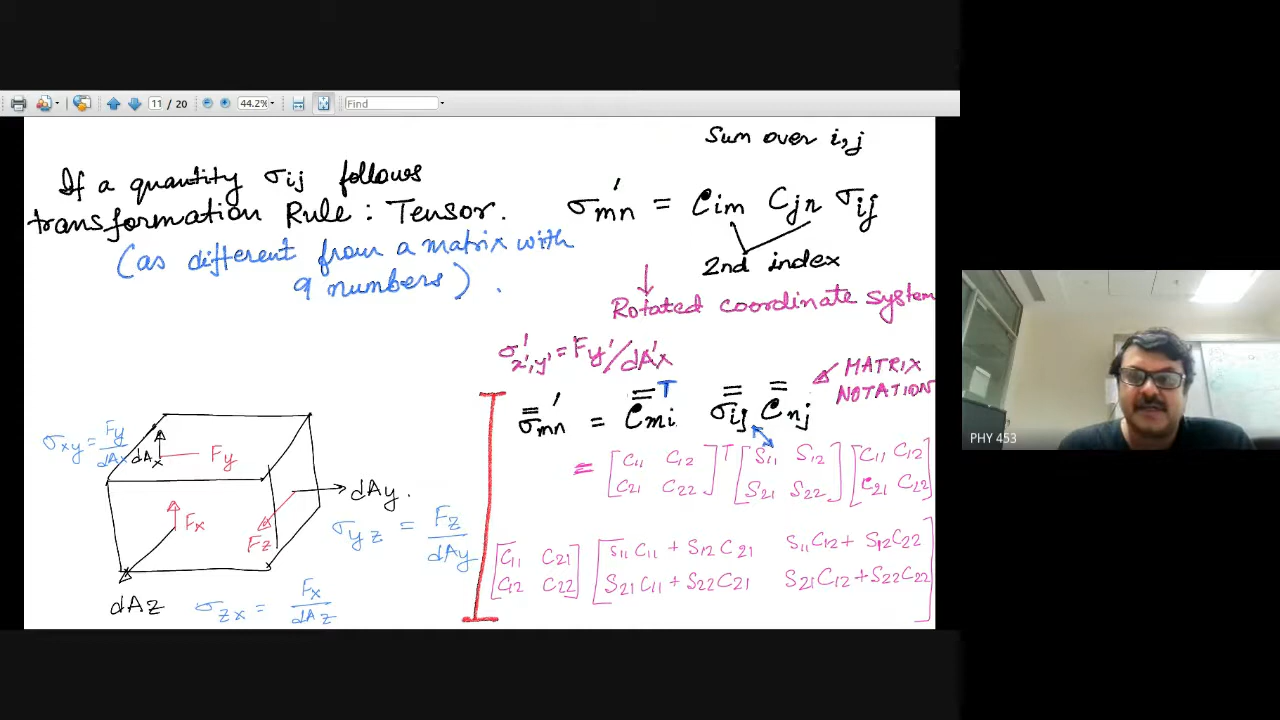 11 / 20
44.2%
Find
Sum over i,j
If a quantity σij follows
transformation Rule : Tensor.
σ'mn = Cim Cjn σij
(as different from a matrix with
9 numbers) .
2nd index
Rotated coordinate system
σ'x',y' = Fy'/dA'x
MATRIX
NOTATION
σ'mn = C^T mi σij Cnj
= [C11 C12 [S11 S12 [C11 C12
C21 C22]^T S21 S22] C21 C22]
σxy = Fy/dAx
dAx
Fy
Fx
Fz
dAy.
σyz = Fz/dAy
dAz
σzx = Fx/dAz
[C11 C21 [S11C11 + S12C21 S11C12 + S12C22
C12 C22] S21C11 + S22C21 S21C12 + S22C22]
PHY 453